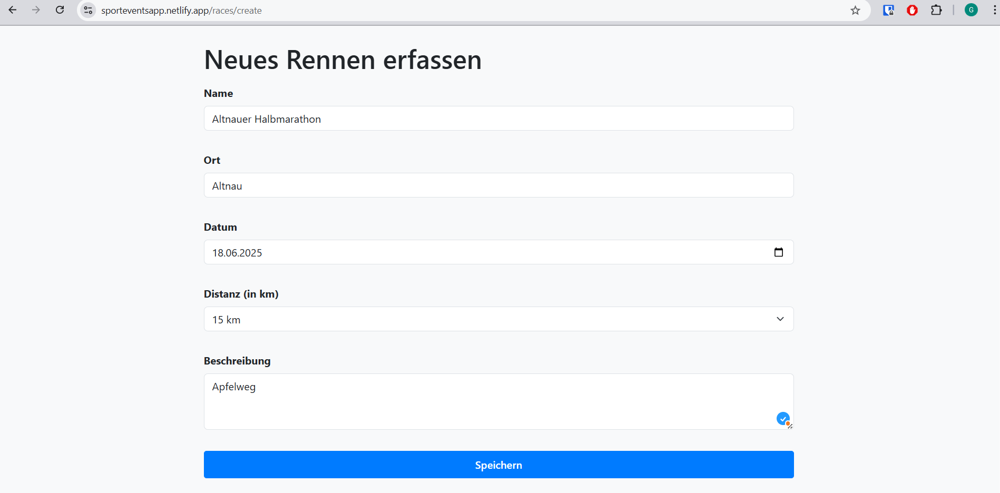 sporteventsapp.netlify.app/races/create
G
Neues Rennen erfassen
Name
Altnauer Halbmarathon
Ort
Altnau
Datum
18.06.2025
Distanz (in km)
15 km
Beschreibung
Apfelweg
Speichern